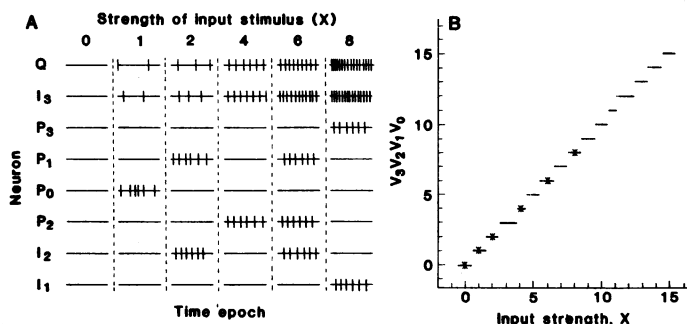 A
Strength of input stimulus (X)
0 1 2 4 6 8
Neuron
Q
I3
P3
P1
P0
P2
I2
I1
Time epoch
B
V3V2V1V0
15
10
5
0
0 5 10 15
Input strength, X